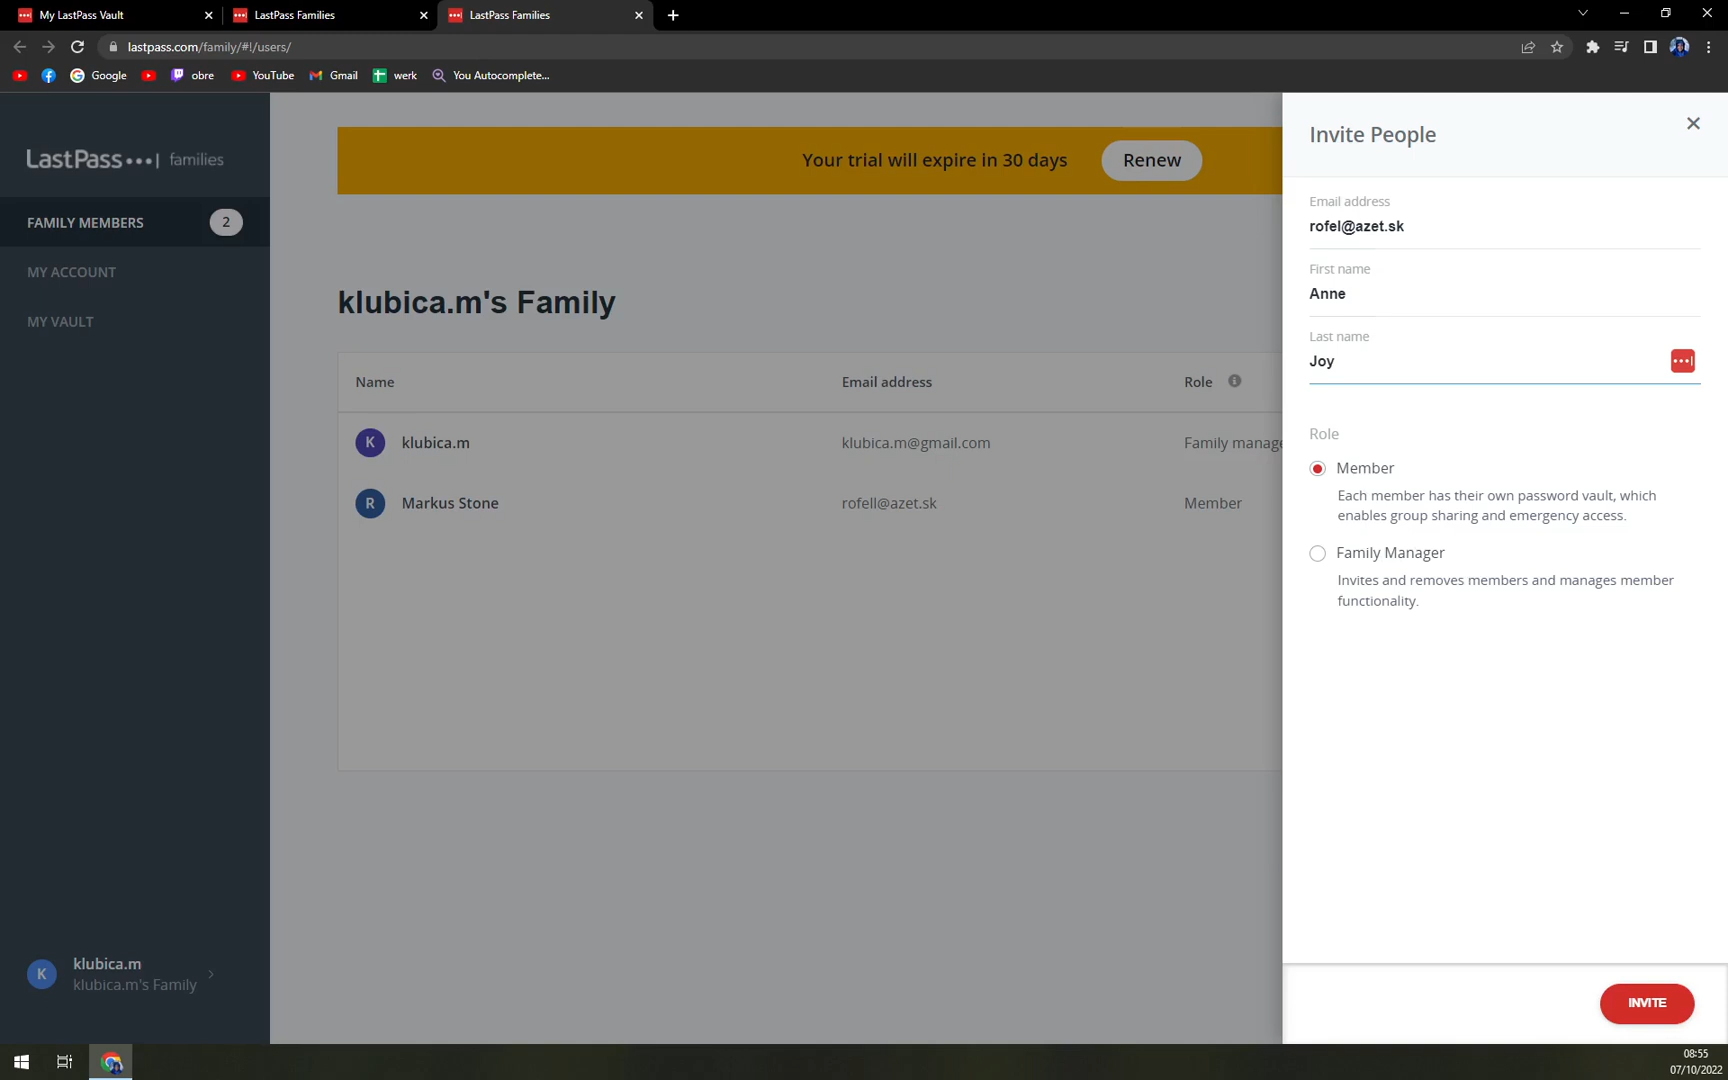 My LastPass Vault
LastPass Families
LastPass Families
lastpass.com/family/#!/users/
Google
obre
YouTube
Gmail
werk
You Autocomplete...
LastPass •••| families
FAMILY MEMBERS 2
MY ACCOUNT
MY VAULT
Your trial will expire in 30 days
Renew
klubica.m's Family
Name Email address Role
K klubica.m klubica.m@gmail.com Family manage
R Markus Stone rofell@azet.sk Member
K klubica.m
klubica.m's Family
Invite People
Email address
rofel@azet.sk
First name
Anne
Last name
Joy
Role
Member
Each member has their own password vault, which
enables group sharing and emergency access.
Family Manager
Invites and removes members and manages member
functionality.
INVITE
08:55
07/10/2022